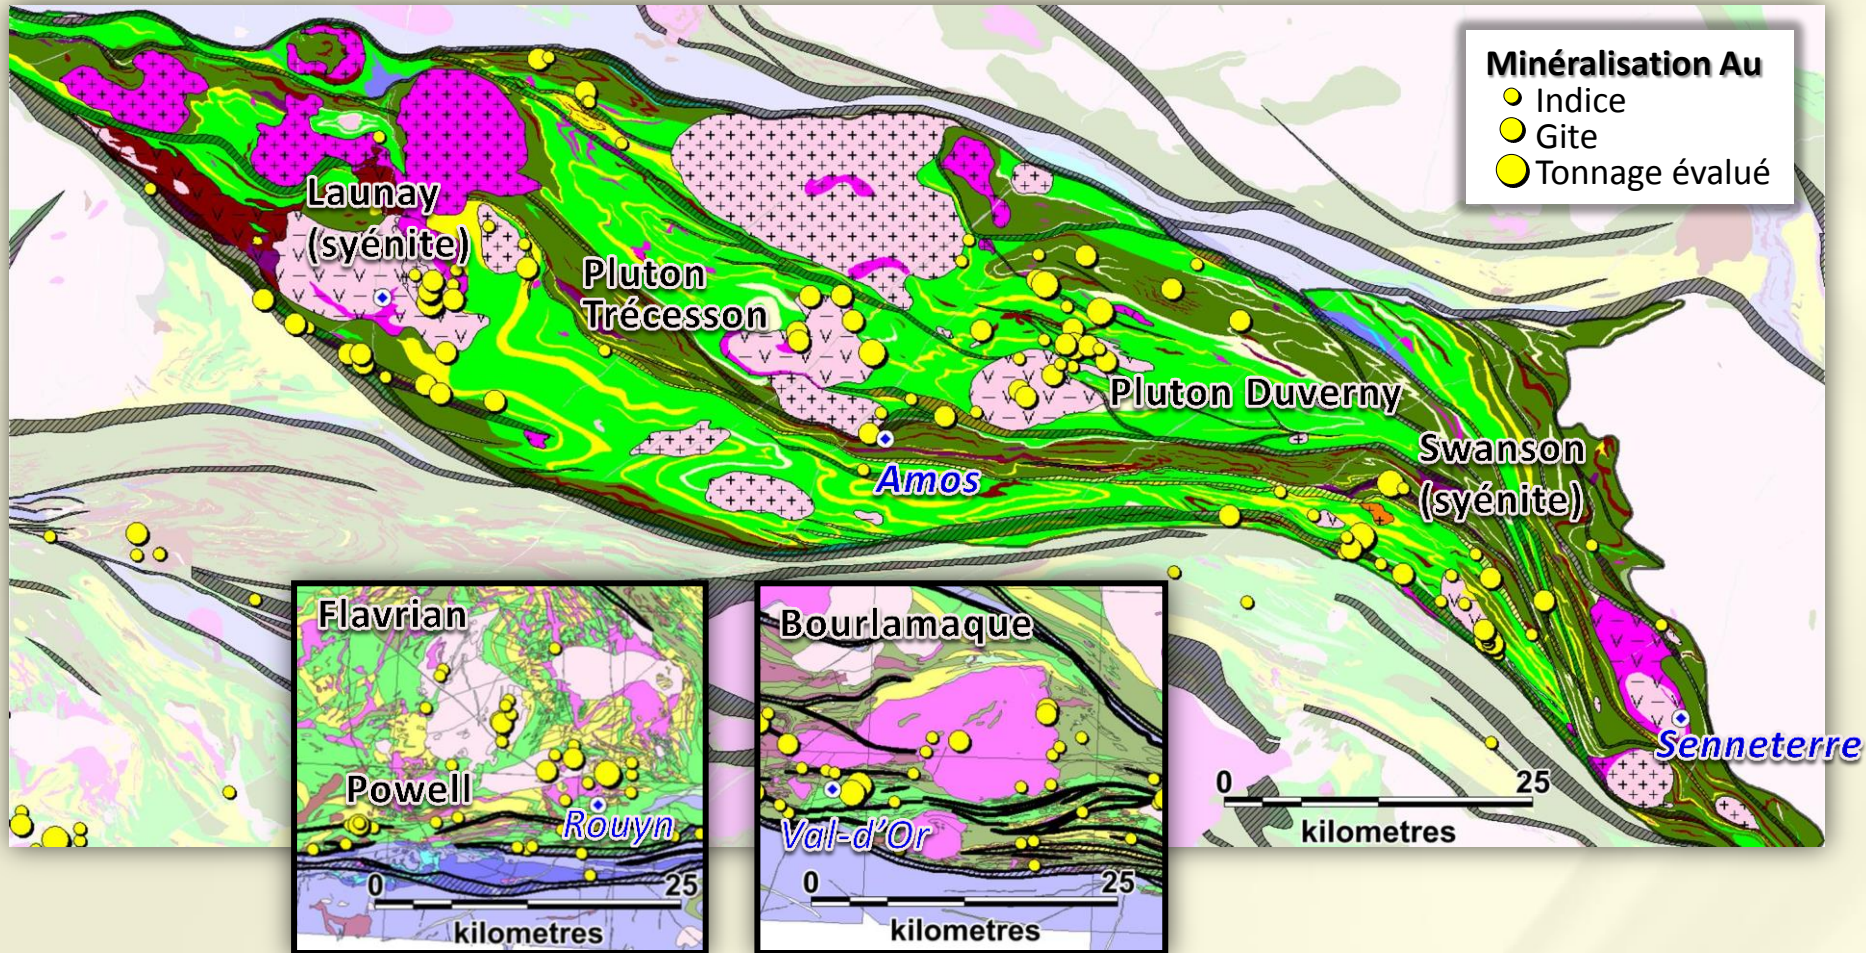 Minéralisation Au
Indice
Gite
Tonnage évalué
Launay
(syénite)
Pluton
Trécesson
Pluton Duverny
Swanson
(syénite)
Amos
Senneterre
0 25
kilometres
Flavrian
Powell
Rouyn
0 25
kilometres
Bourlamaque
Val-d'Or
0 25
kilometres